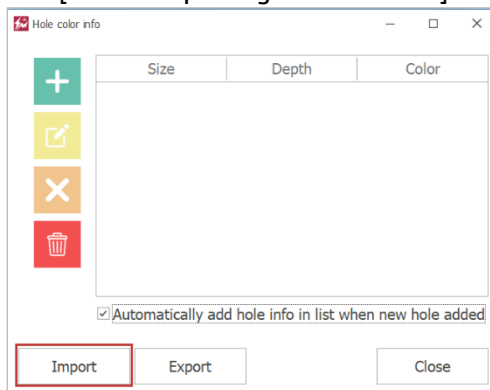 Hole color info
Size Depth Color
Automatically add hole info in list when new hole added
Import Export Close